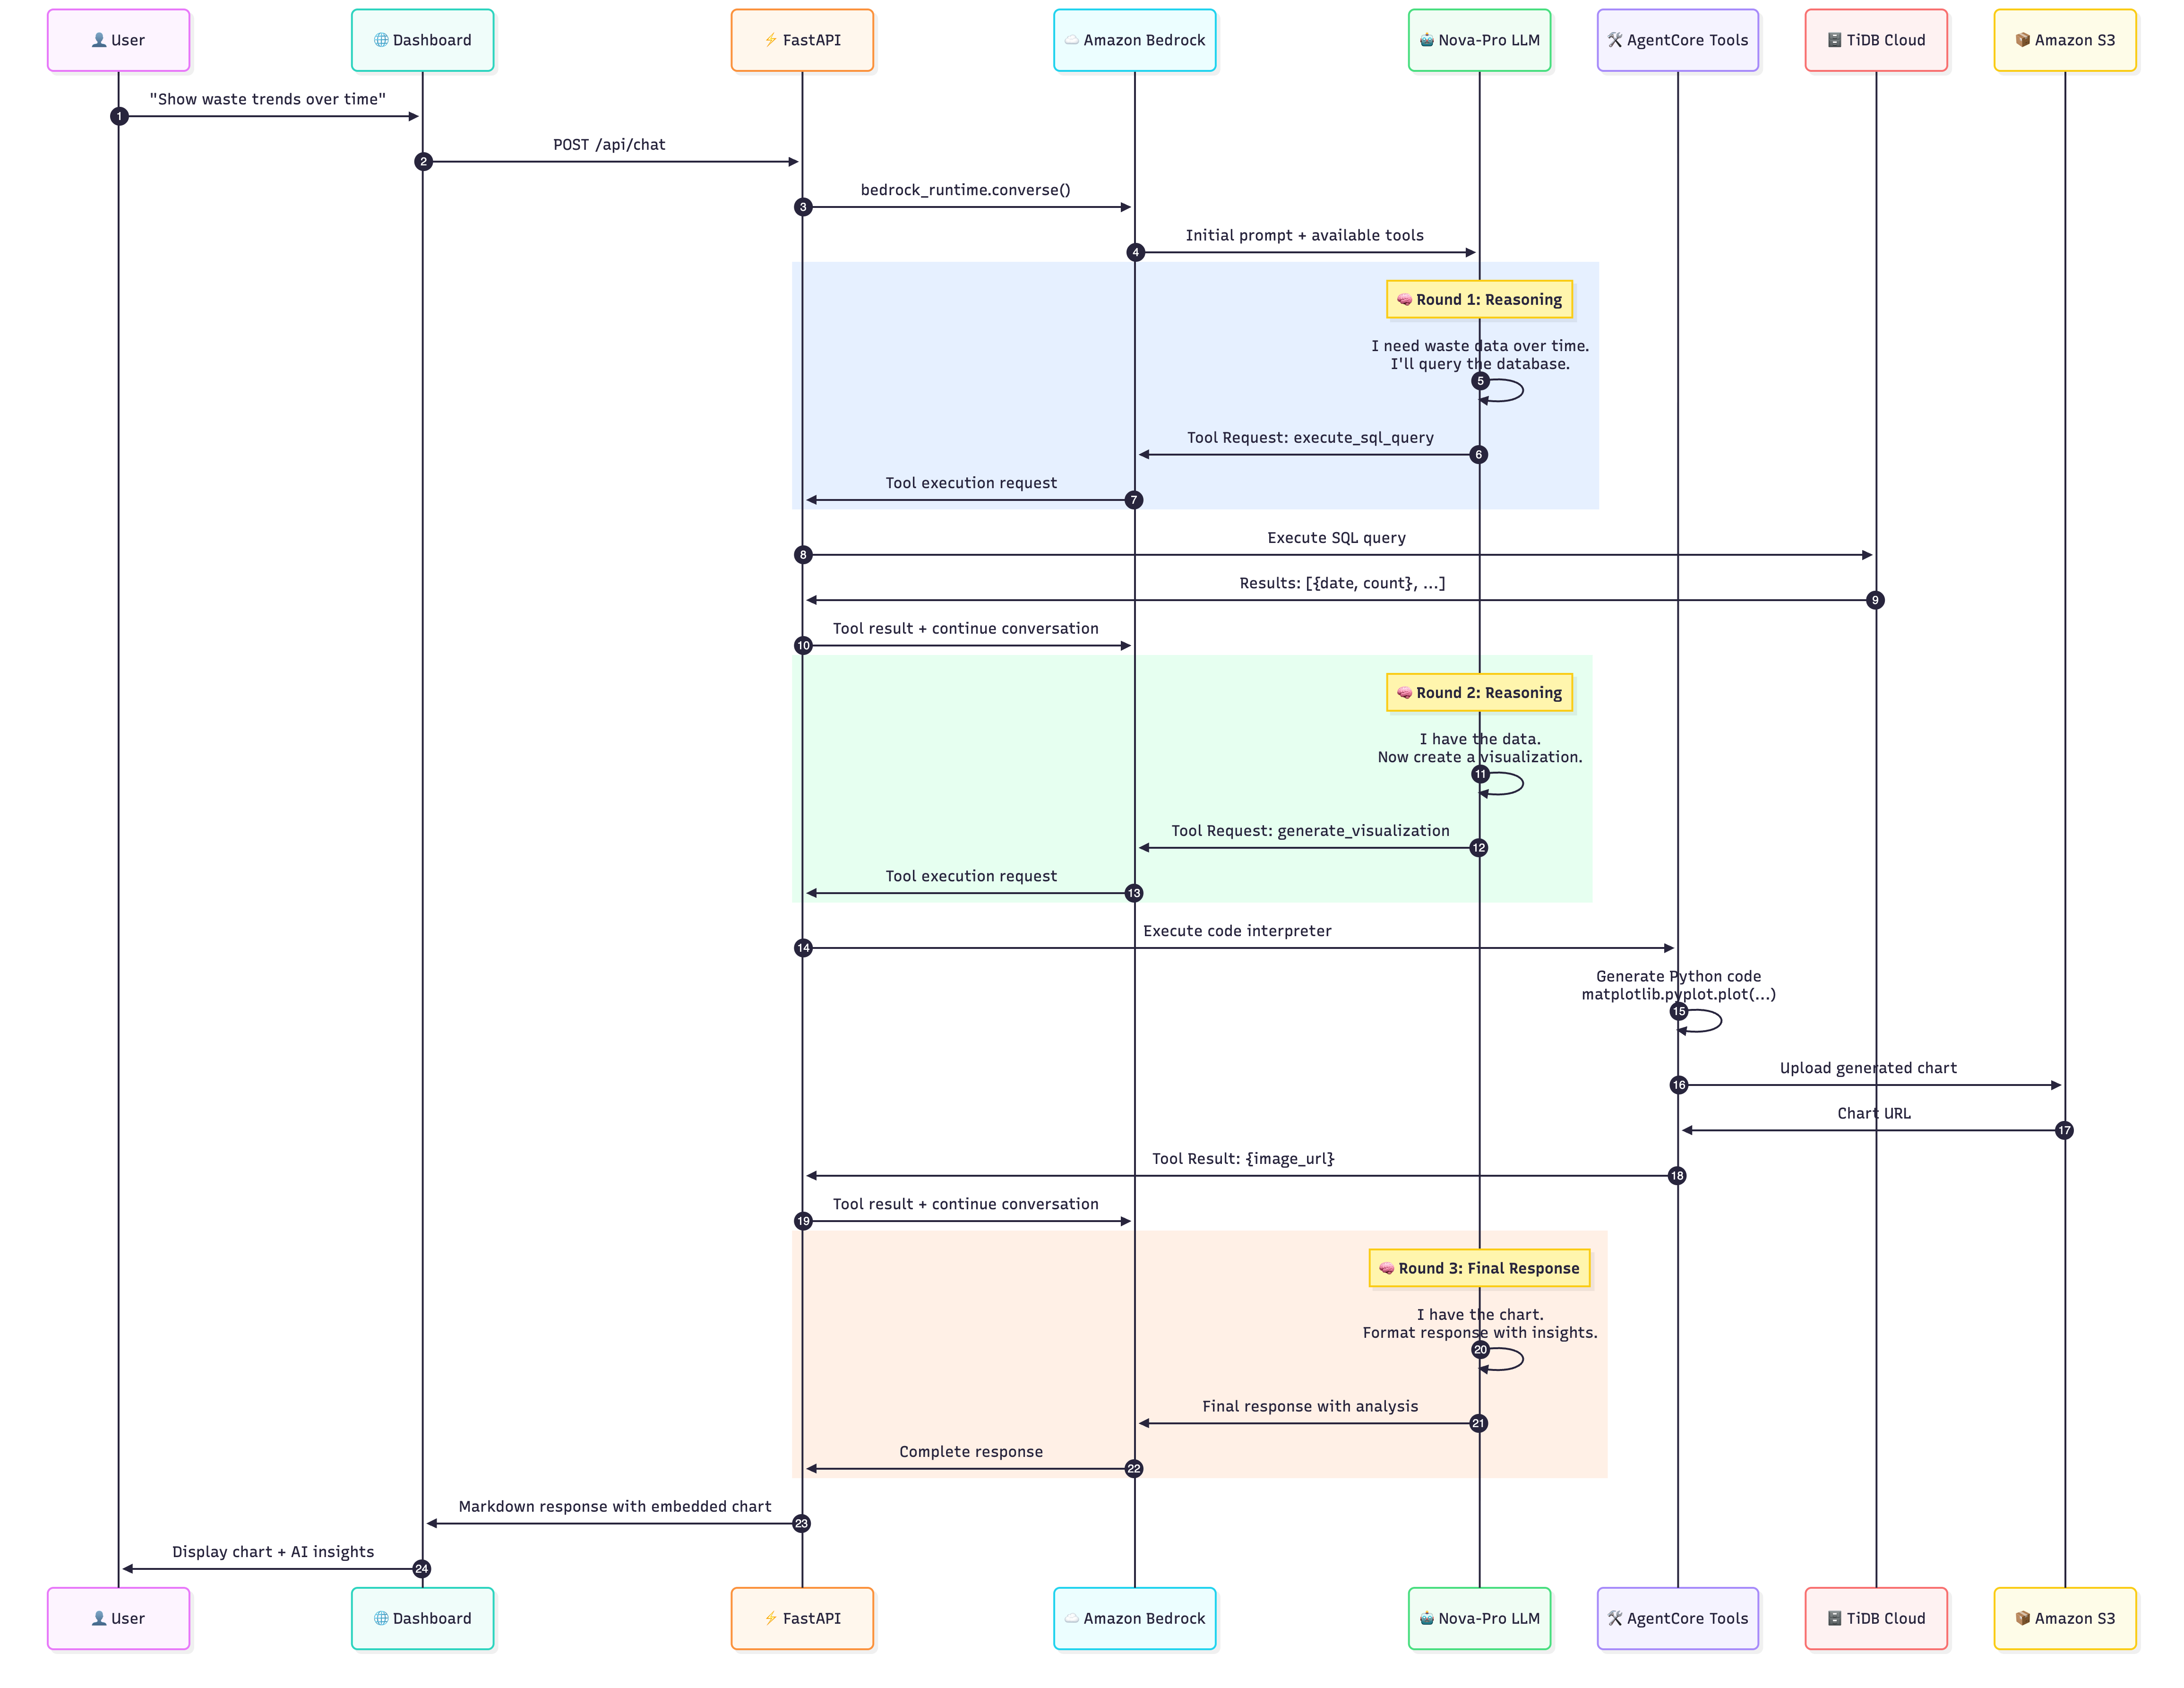 👤 User
🌐 Dashboard
⚡ FastAPI
☁️ Amazon Bedrock
🤖 Nova-Pro LLM
🛠️ AgentCore Tools
🗄️ TiDB Cloud
📦 Amazon S3
"Show waste trends over time"
1
POST /api/chat
2
bedrock_runtime.converse()
3
Initial prompt + available tools
4
🧠 Round 1: Reasoning
I need waste data over time.
I'll query the database.
5
Tool Request: execute_sql_query
6
Tool execution request
7
Execute SQL query
8
Results: [{date, count}, ...]
9
Tool result + continue conversation
10
🧠 Round 2: Reasoning
I have the data.
Now create a visualization.
11
Tool Request: generate_visualization
12
Tool execution request
13
Execute code interpreter
14
Generate Python code
matplotlib.pyplot.plot(...)
15
Upload generated chart
16
Chart URL
17
Tool Result: {image_url}
18
Tool result + continue conversation
19
🧠 Round 3: Final Response
I have the chart.
Format response with insights.
20
Final response with analysis
21
Complete response
22
Markdown response with embedded chart
23
Display chart + AI insights
24
👤 User
🌐 Dashboard
⚡ FastAPI
☁️ Amazon Bedrock
🤖 Nova-Pro LLM
🛠️ AgentCore Tools
🗄️ TiDB Cloud
📦 Amazon S3